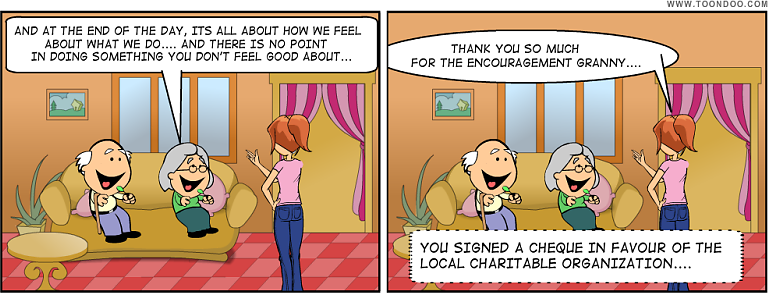 WWW.TOONDOO.COM
AND AT THE END OF THE DAY, ITS ALL ABOUT HOW WE FEEL
ABOUT WHAT WE DO.... AND THERE IS NO POINT
IN DOING SOMETHING YOU DON'T FEEL GOOD ABOUT...
THANK YOU SO MUCH
FOR THE ENCOURAGEMENT GRANNY....
YOU SIGNED A CHEQUE IN FAVOUR OF THE
LOCAL CHARITABLE ORGANIZATION....